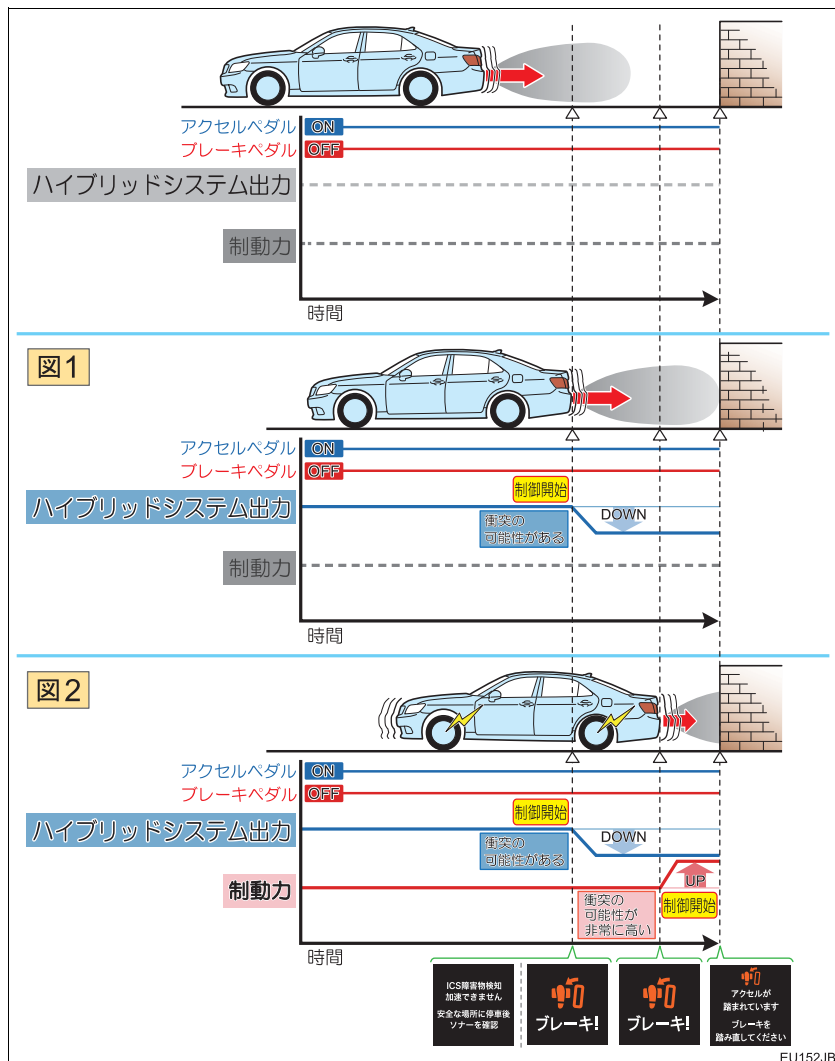 アクセルペダル ON
ブレーキペダル OFF
ハイブリッドシステム出力
制動力
時間
図1
アクセルペダル ON
ブレーキペダル OFF
制御開始
ハイブリッドシステム出力
衝突の
可能性がある
DOWN
制動力
時間
図2
アクセルペダル ON
ブレーキペダル OFF
制御開始
ハイブリッドシステム出力
衝突の
可能性がある
DOWN
制動力
UP
衝突の
可能性が
非常に高い
制御開始
時間
ICS障害物検知
加速できません
安全な場所に停車後
ソナーを確認
ブレーキ!
ブレーキ!
アクセルが
踏まれています
ブレーキを
踏み直してください
EU152JB